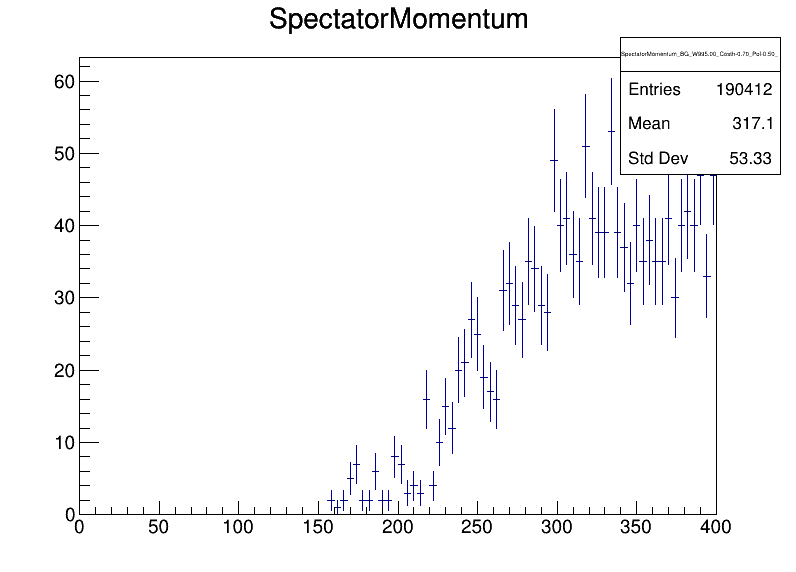 SpectatorMomentum
SpectatorMomentum_BG_W995.00_Costh-0.70_Pol-0.50_
Entries 190412
Mean 317.1
Std Dev 53.33
60
50
40
30
20
10
0
0 50 100 150 200 250 300 350 400